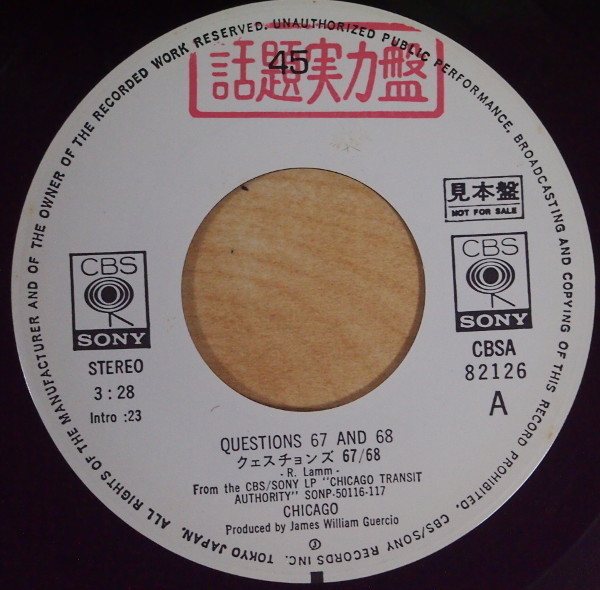 ALL RIGHTS OF THE MANUFACTURER AND OF THE OWNER OF THE RECORDED WORK RESERVED. UNAUTHORIZED PUBLIC PERFORMANCE, BROADCASTING AND COPYING OF THIS RECORD PROHIBITED. CBS/SONY RECORDS INC. TOKYO JAPAN.
45
話題実力盤
見本盤
NOT FOR SALE
CBS
SONY
STEREO
3:28
Intro :23
CBS
SONY
CBSA
82126
A
QUESTIONS 67 AND 68
クェスチョンズ 67/68
- R. Lamm -
From the CBS/SONY LP "CHICAGO TRANSIT
AUTHORITY" SONP-50116-117
CHICAGO
Produced by James William Guercio